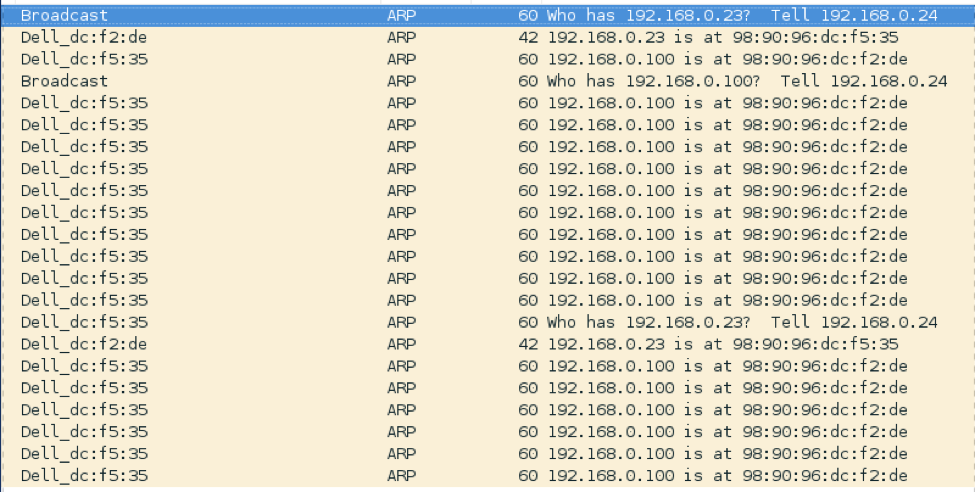 Broadcast ARP 60 Who has 192.168.0.23? Tell 192.168.0.24
Dell_dc:f2:de ARP 42 192.168.0.23 is at 98:90:96:dc:f5:35
Dell_dc:f5:35 ARP 60 192.168.0.100 is at 98:90:96:dc:f2:de
Broadcast ARP 60 Who has 192.168.0.100? Tell 192.168.0.24
Dell_dc:f5:35 ARP 60 192.168.0.100 is at 98:90:96:dc:f2:de
Dell_dc:f5:35 ARP 60 192.168.0.100 is at 98:90:96:dc:f2:de
Dell_dc:f5:35 ARP 60 192.168.0.100 is at 98:90:96:dc:f2:de
Dell_dc:f5:35 ARP 60 192.168.0.100 is at 98:90:96:dc:f2:de
Dell_dc:f5:35 ARP 60 192.168.0.100 is at 98:90:96:dc:f2:de
Dell_dc:f5:35 ARP 60 192.168.0.100 is at 98:90:96:dc:f2:de
Dell_dc:f5:35 ARP 60 192.168.0.100 is at 98:90:96:dc:f2:de
Dell_dc:f5:35 ARP 60 192.168.0.100 is at 98:90:96:dc:f2:de
Dell_dc:f5:35 ARP 60 192.168.0.100 is at 98:90:96:dc:f2:de
Dell_dc:f5:35 ARP 60 192.168.0.100 is at 98:90:96:dc:f2:de
Dell_dc:f5:35 ARP 60 Who has 192.168.0.23? Tell 192.168.0.24
Dell_dc:f2:de ARP 42 192.168.0.23 is at 98:90:96:dc:f5:35
Dell_dc:f5:35 ARP 60 192.168.0.100 is at 98:90:96:dc:f2:de
Dell_dc:f5:35 ARP 60 192.168.0.100 is at 98:90:96:dc:f2:de
Dell_dc:f5:35 ARP 60 192.168.0.100 is at 98:90:96:dc:f2:de
Dell_dc:f5:35 ARP 60 192.168.0.100 is at 98:90:96:dc:f2:de
Dell_dc:f5:35 ARP 60 192.168.0.100 is at 98:90:96:dc:f2:de
Dell_dc:f5:35 ARP 60 192.168.0.100 is at 98:90:96:dc:f2:de